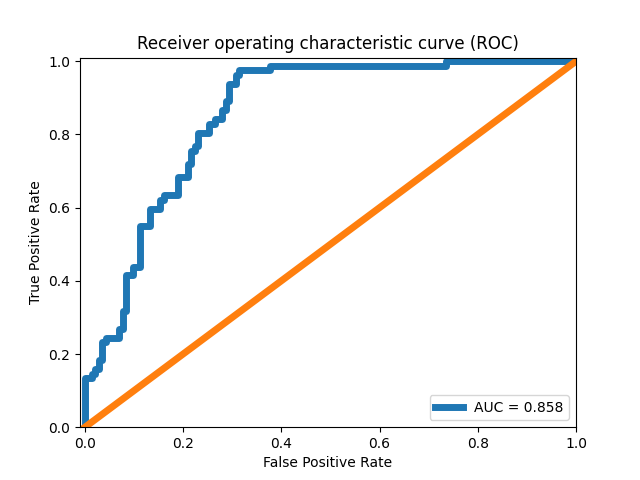 Receiver operating characteristic curve (ROC)
1.0
0.8
0.6
0.4
0.2
0.0
True Positive Rate
AUC = 0.858
0.0 0.2 0.4 0.6 0.8 1.0
False Positive Rate